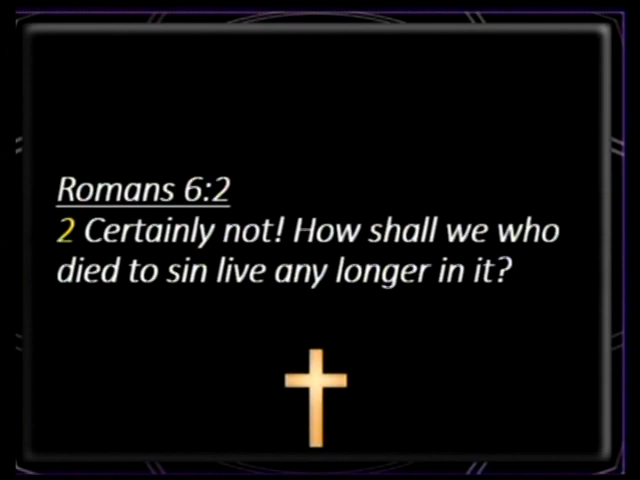 Romans 6:2
2 Certainly not! How shall we who
died to sin live any longer in it?